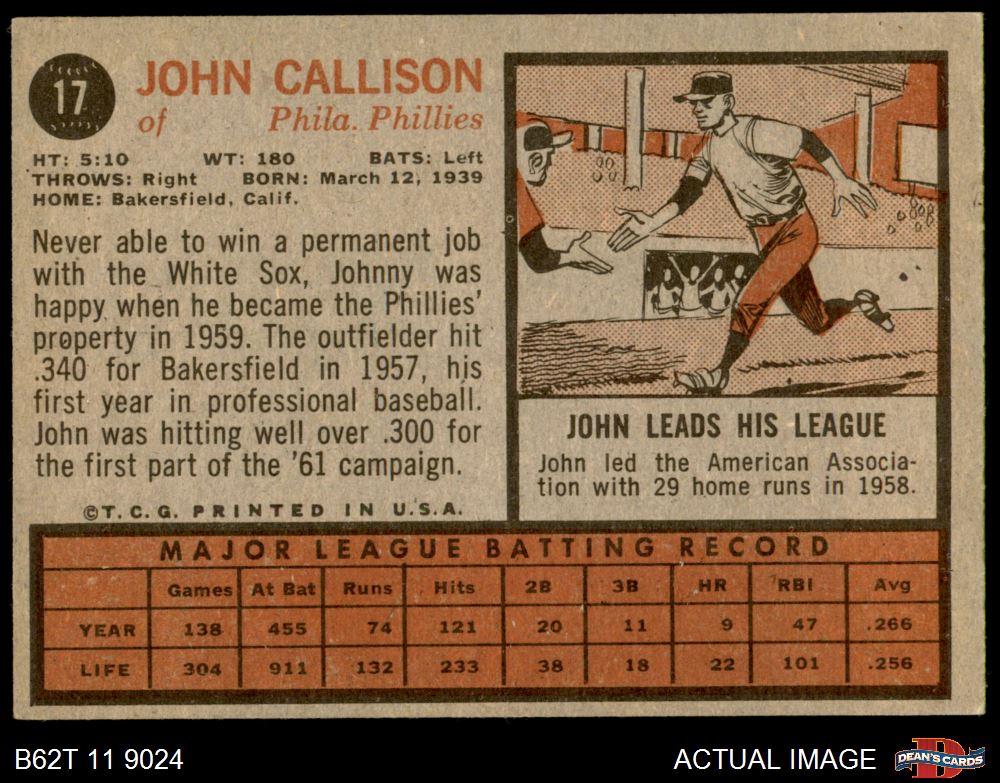 17
JOHN CALLISON
of Phila. Phillies
HT: 5:10 WT: 180 BATS: Left
THROWS: Right BORN: March 12, 1939
HOME: Bakersfield, Calif.
Never able to win a permanent job
with the White Sox, Johnny was
happy when he became the Phillies'
property in 1959. The outfielder hit
.340 for Bakersfield in 1957, his
first year in professional baseball.
John was hitting well over .300 for
the first part of the '61 campaign.
©T.C.G. PRINTED IN U.S.A.
JOHN LEADS HIS LEAGUE
John led the American Associa-
tion with 29 home runs in 1958.
MAJOR LEAGUE BATTING RECORD
Games At Bat Runs Hits 2B 3B HR RBI Avg
YEAR 138 455 74 121 20 11 9 47 .266
LIFE 304 911 132 233 38 18 22 101 .256
B62T 11 9024
ACTUAL IMAGE
D
DEAN'S CARDS